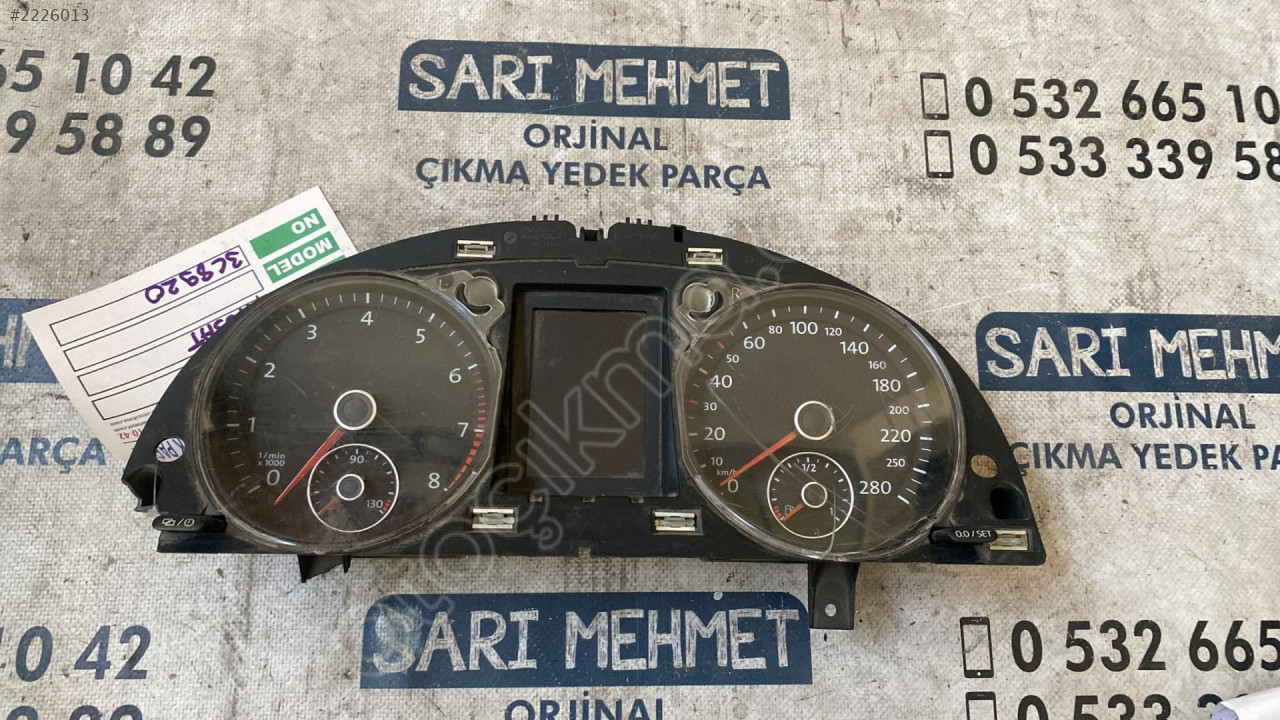 #2226013
65 10 42
9 58 89
SARI MEHMET
ORJİNAL
ÇIKMA YEDEK PARÇA
0 532 665 10
0 533 339 58
NO
MODEL
3C8920
L
R
1 2 3 4 5 6 7 8
1/min
x 1000
0
90
130
0 10 20 30 40 50 60 80 100 120 140 160 180 200 220 250 280
km/h
1/2
1
0.0 / SET
otoçıkma.
SARI MEHM
ORJİNAL
ÇIKMA YEDEK PA
PARÇA
10 42
SARI MEHMET
ORJİNAL
0 532 665